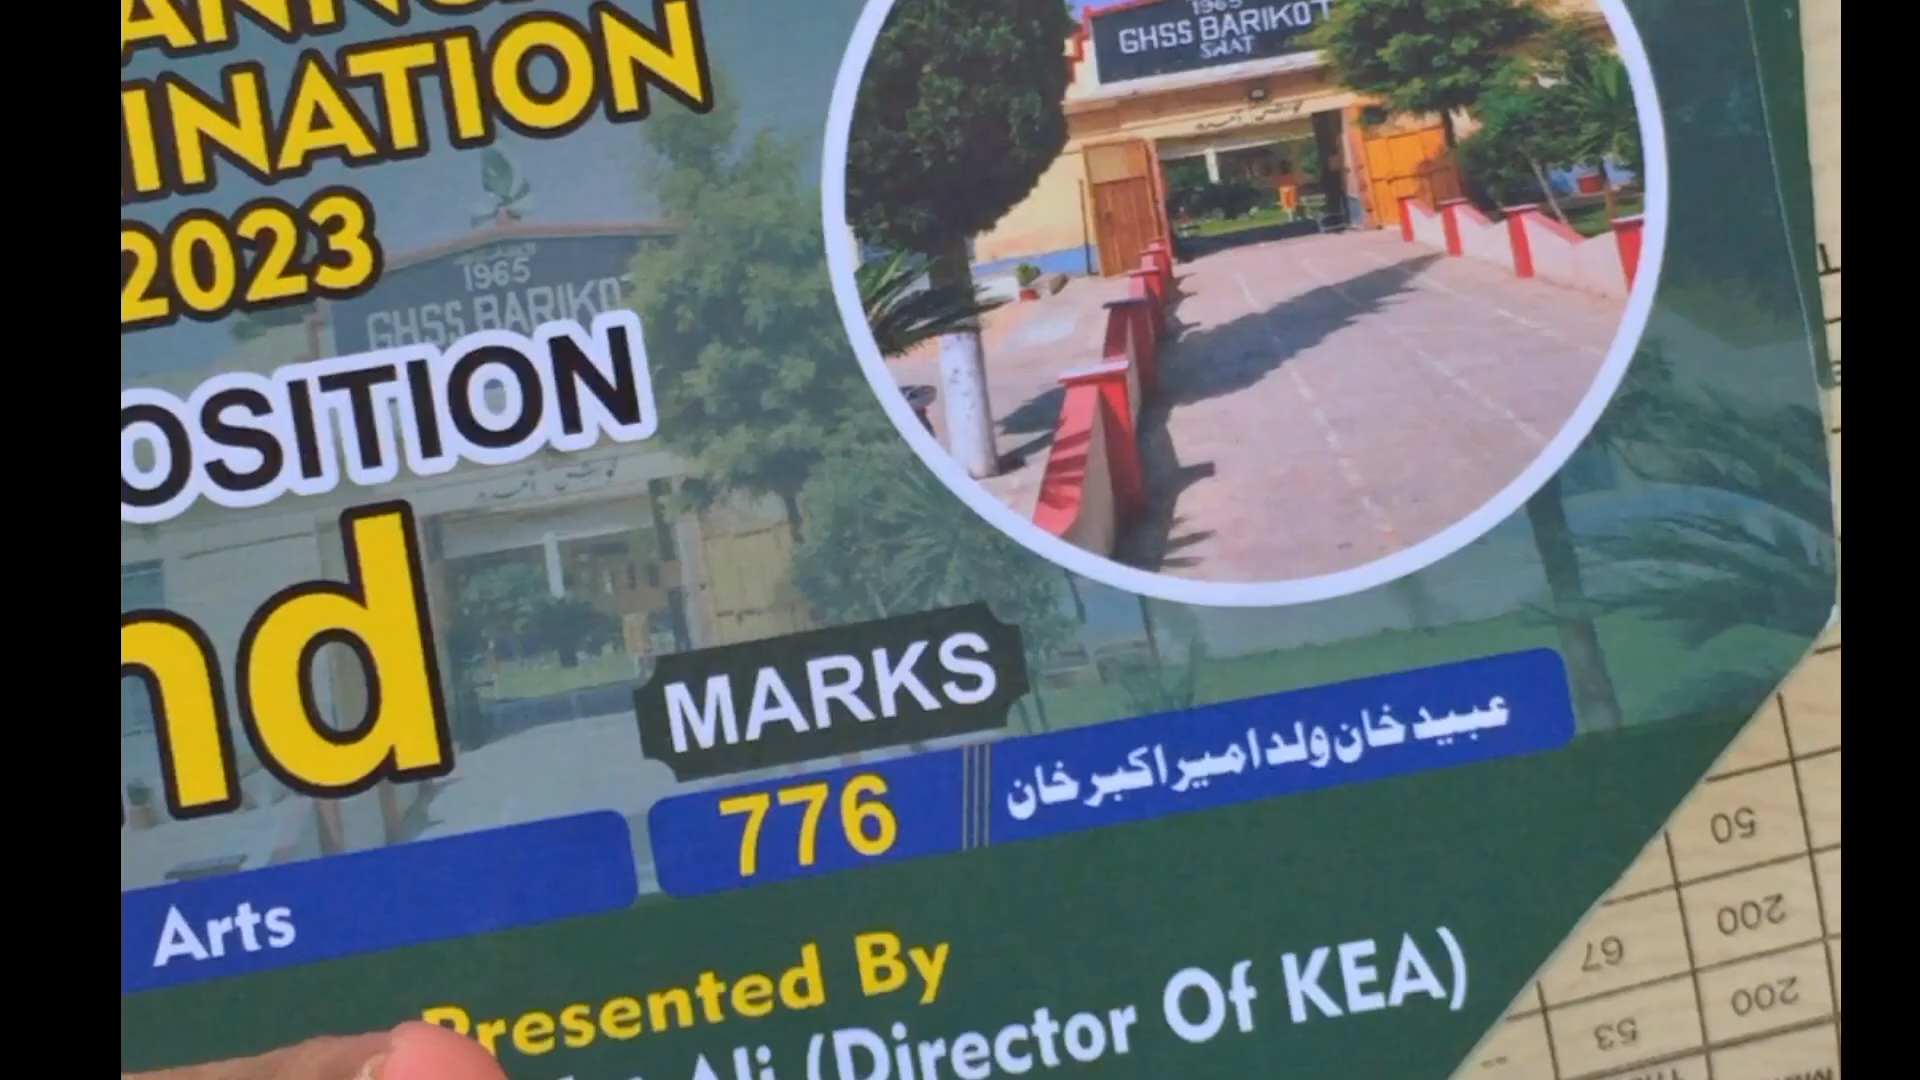 INATION
2023
OSITION
nd
1965
GHSS BARIKOT
SWAT
1965
GHSS BARIKOT
MARKS
776
عبید خان ولد امیر اکبر خان
Arts
Presented By
Ali (Director Of KEA)
50
200
67
200
53